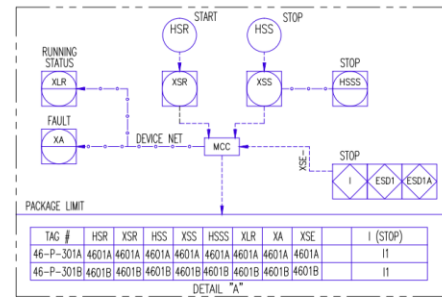 START
STOP
HSR
HSS
RUNNING
STATUS
STOP
XLR
XSR
XSS
HSSS
FAULT
XA
DEVICE NET
MCC
XSE-
STOP
I
ESD1
ESD1A
PACKAGE LIMIT
TAG # HSR XSR HSS XSS HSSS XLR XA XSE I (STOP)
46-P-301A 4601A 4601A 4601A 4601A 4601A 4601A 4601A 4601A I1
46-P-301B 4601B 4601B 4601B 4601B 4601B 4601B 4601B 4601B I1
DETAIL "A"